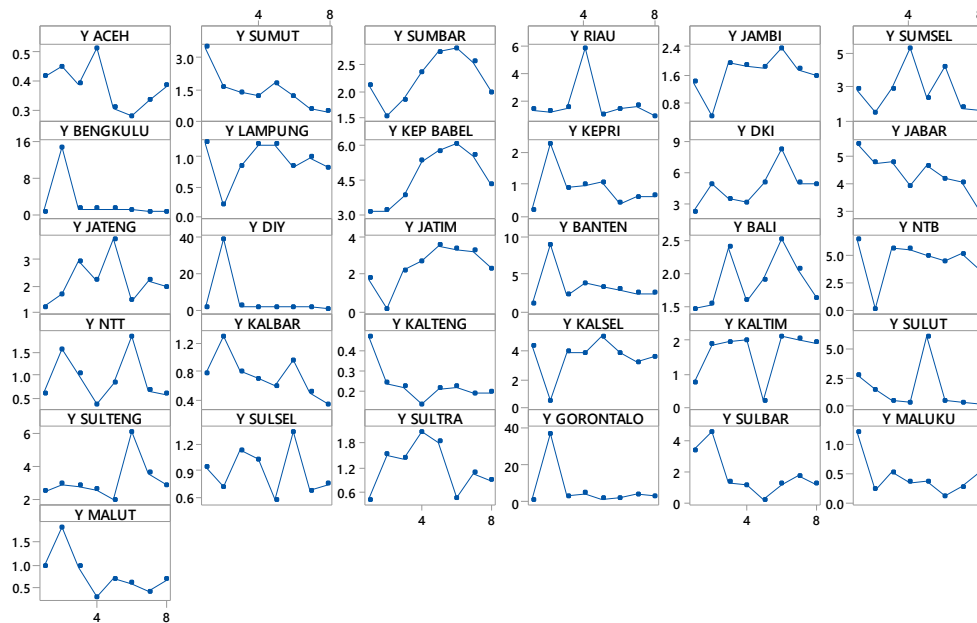 4 8 4
Y ACEH Y SUMUT Y SUMBAR Y RIAU Y JAMBI Y SUMSEL
0.5 3.0 2.5 6 2.4 5
0.4 1.5 2.0 4 1.6 3
0.3 0.0 1.5 2 0.8 1
Y BENGKULU Y LAMPUNG Y KEP BABEL Y KEPRI Y DKI Y JABAR
16 1.0 6.0 2 9 5
8 0.5 4.5 1 6 4
0 0.0 3.0 0 3 3
Y JATENG Y DIY Y JATIM Y BANTEN Y BALI Y NTB
3 40 4 10 2.5 5.0
2 20 2 5 2.0 2.5
1 0 0 0 1.5 0.0
Y NTT Y KALBAR Y KALTENG Y KALSEL Y KALTIM Y SULUT
1.5 1.2 0.4 4 2 5.0
1.0 0.8 0.3 2 1 2.5
0.5 0.4 0.2 0 0 0.0
Y SULTENG Y SULSEL Y SULTRA Y GORONTALO Y SULBAR Y MALUKU
6 1.2 1.8 40 4 1.0
4 0.9 1.2 20 2 0.5
2 0.6 0.6 0 0 0.0
Y MALUT 4 8 4 8
1.5
1.0
0.5
4 8